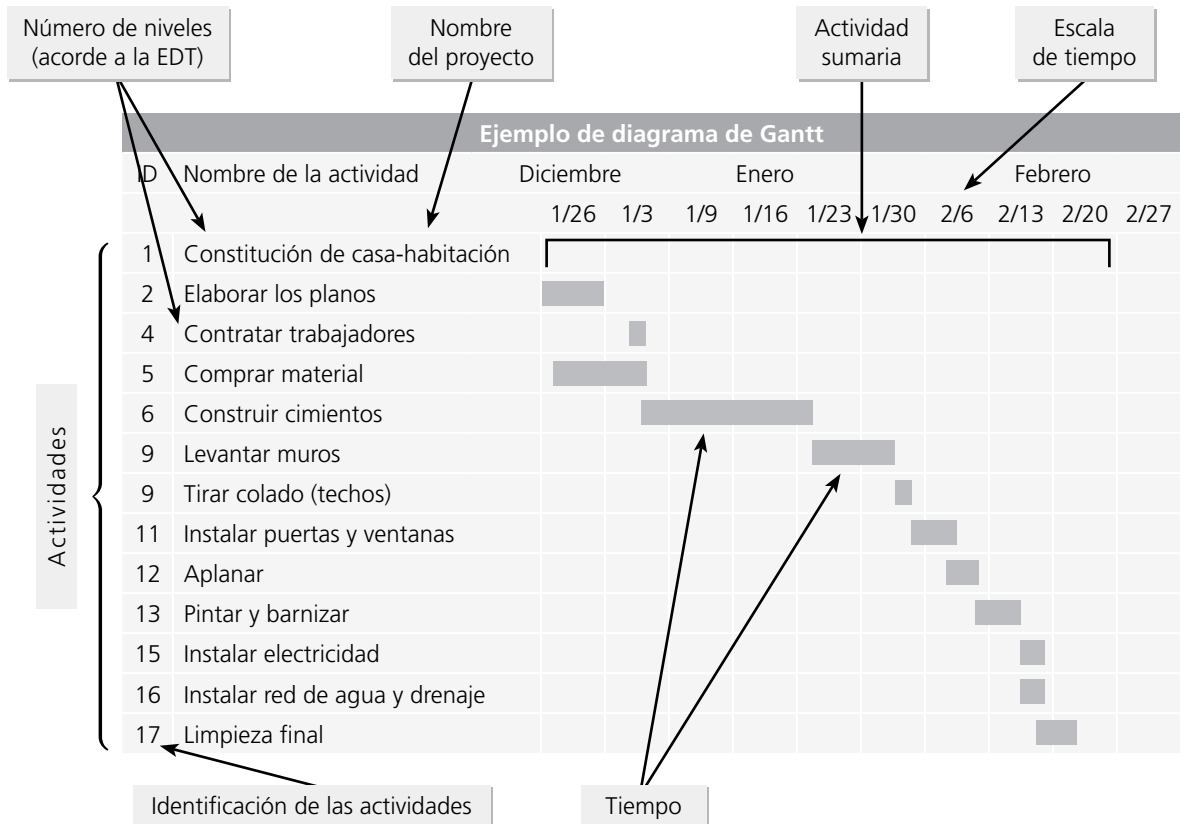 Número de niveles
(acorde a la EDT)
Nombre
del proyecto
Actividad
sumaria
Escala
de tiempo
Ejemplo de diagrama de Gantt
ID Nombre de la actividad Diciembre Enero Febrero
1/26 1/3 1/9 1/16 1/23 1/30 2/6 2/13 2/20 2/27
1 Constitución de casa-habitación
2 Elaborar los planos
4 Contratar trabajadores
5 Comprar material
6 Construir cimientos
9 Levantar muros
9 Tirar colado (techos)
11 Instalar puertas y ventanas
12 Aplanar
13 Pintar y barnizar
15 Instalar electricidad
16 Instalar red de agua y drenaje
17 Limpieza final
Actividades
Identificación de las actividades
Tiempo